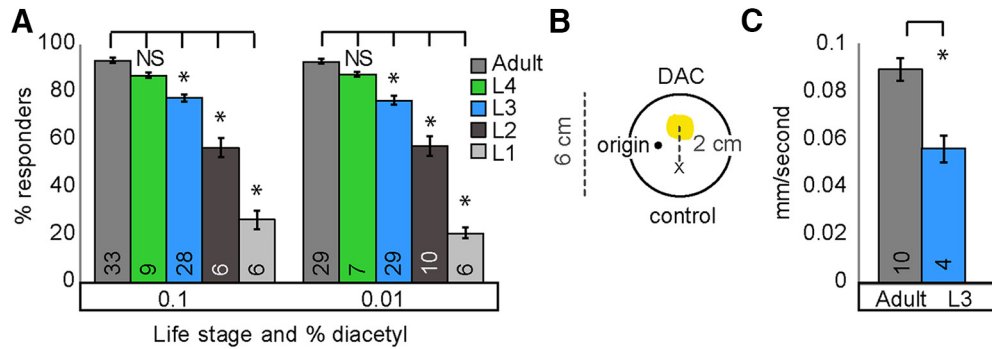 A
% responders
100
80
60
40
20
0
NS
*
*
*
NS
*
*
*
33
9
28
6
6
29
7
29
10
6
0.1
0.01
Life stage and % diacetyl
Adult
L4
L3
L2
L1
B
DAC
6 cm
origin
2 cm
x
control
C
mm/second
0.1
0.08
0.06
0.04
0.02
0
*
10
4
Adult L3